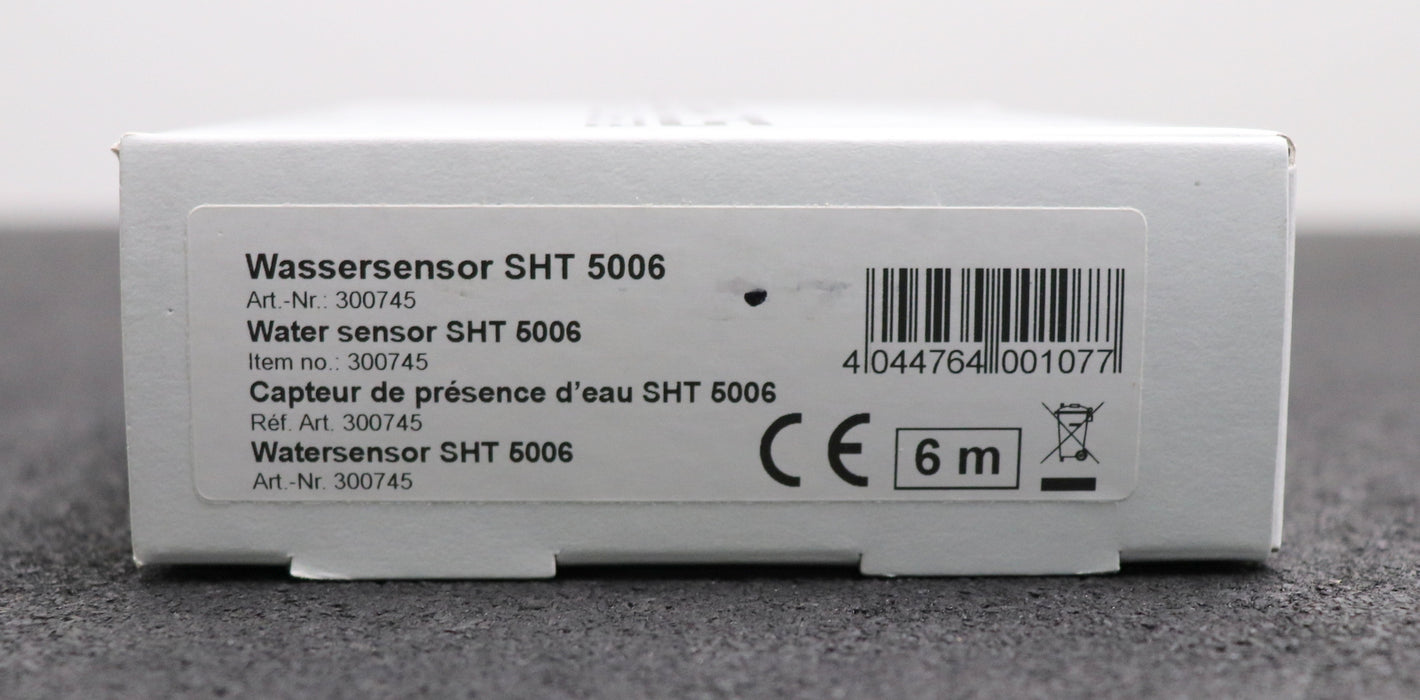 Wassersensor SHT 5006
Art.-Nr.: 300745
Water sensor SHT 5006
Item no.: 300745
Capteur de présence d'eau SHT 5006
Réf. Art. 300745
Watersensor SHT 5006
Art.-Nr. 300745
4 044764 001077
CE
6 m